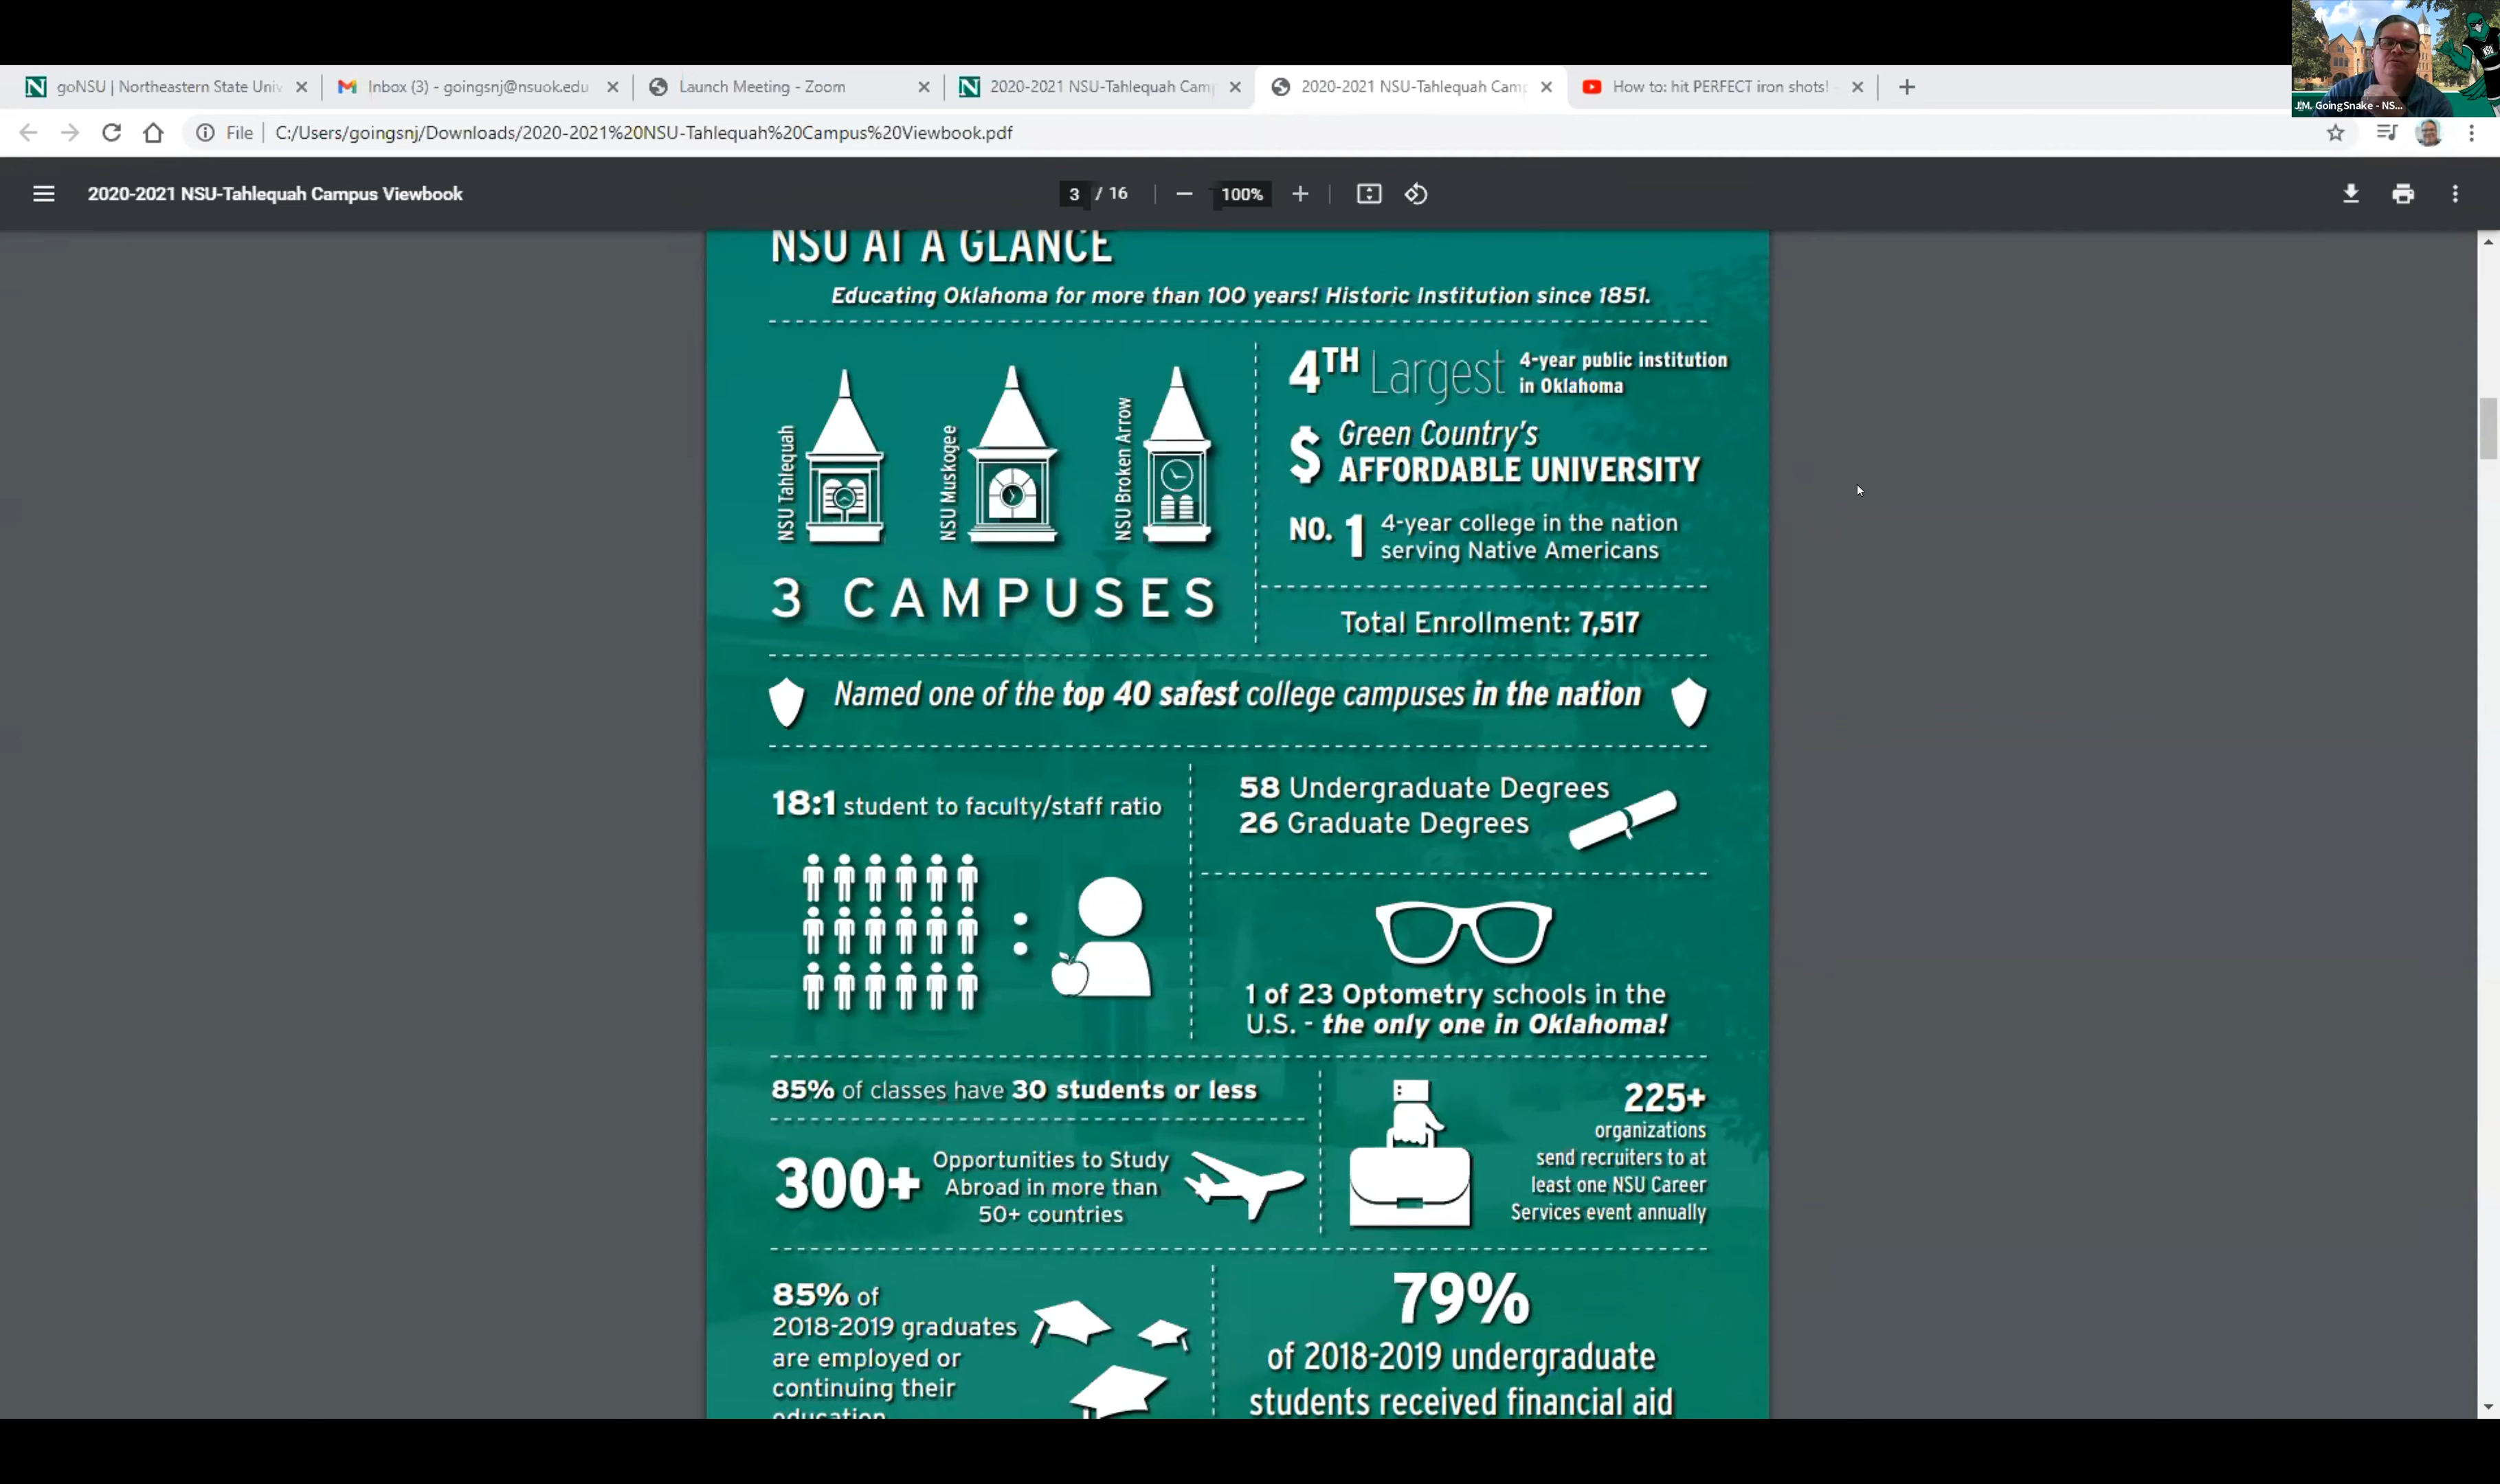 goNSU | Northeastern State Univ
Inbox (3) - goingsnj@nsuok.edu
Launch Meeting - Zoom
2020-2021 NSU-Tahlequah Camp
2020-2021 NSU-Tahlequah Camp
How to: hit PERFECT iron shots!
J.M. GoingSnake - NS...
File
C:/Users/goingsnj/Downloads/2020-2021%20NSU-Tahlequah%20Campus%20Viewbook.pdf
2020-2021 NSU-Tahlequah Campus Viewbook
3 / 16
100%
NSU AT A GLANCE
Educating Oklahoma for more than 100 years! Historic Institution since 1851.
NSU Tahlequah
NSU Muskogee
NSU Broken Arrow
3 CAMPUSES
4TH Largest 4-year public institution
in Oklahoma
$ Green Country's
AFFORDABLE UNIVERSITY
NO. 1 4-year college in the nation
serving Native Americans
Total Enrollment: 7,517
Named one of the top 40 safest college campuses in the nation
18:1 student to faculty/staff ratio
:
58 Undergraduate Degrees
26 Graduate Degrees
1 of 23 Optometry schools in the
U.S. - the only one in Oklahoma!
85% of classes have 30 students or less
300+ Opportunities to Study
Abroad in more than
50+ countries
225+
organizations
send recruiters to at
least one NSU Career
Services event annually
85% of
2018-2019 graduates
are employed or
continuing their
education
79%
of 2018-2019 undergraduate
students received financial aid